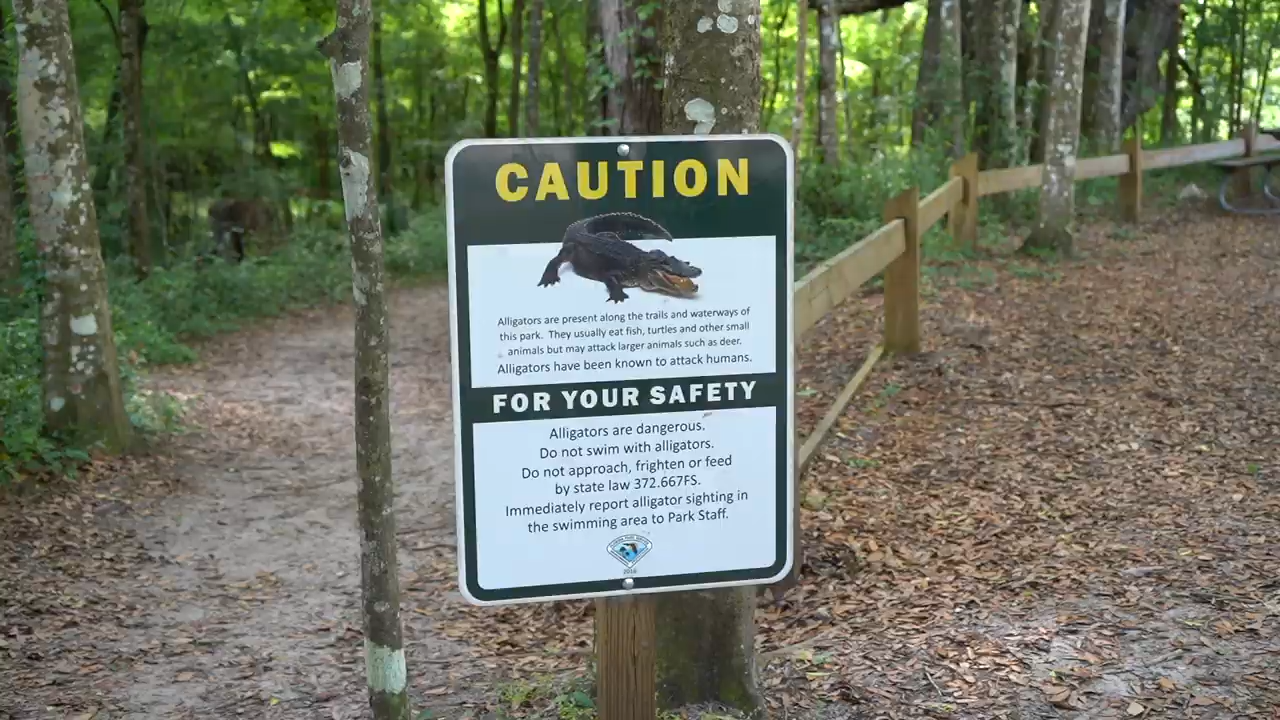 CAUTION
Alligators are present along the trails and waterways of
this park. They usually eat fish, turtles and other small
animals but may attack larger animals such as deer.
Alligators have been known to attack humans.
FOR YOUR SAFETY
Alligators are dangerous.
Do not swim with alligators.
Do not approach, frighten or feed
by state law 372.667FS.
Immediately report alligator sighting in
the swimming area to Park Staff.